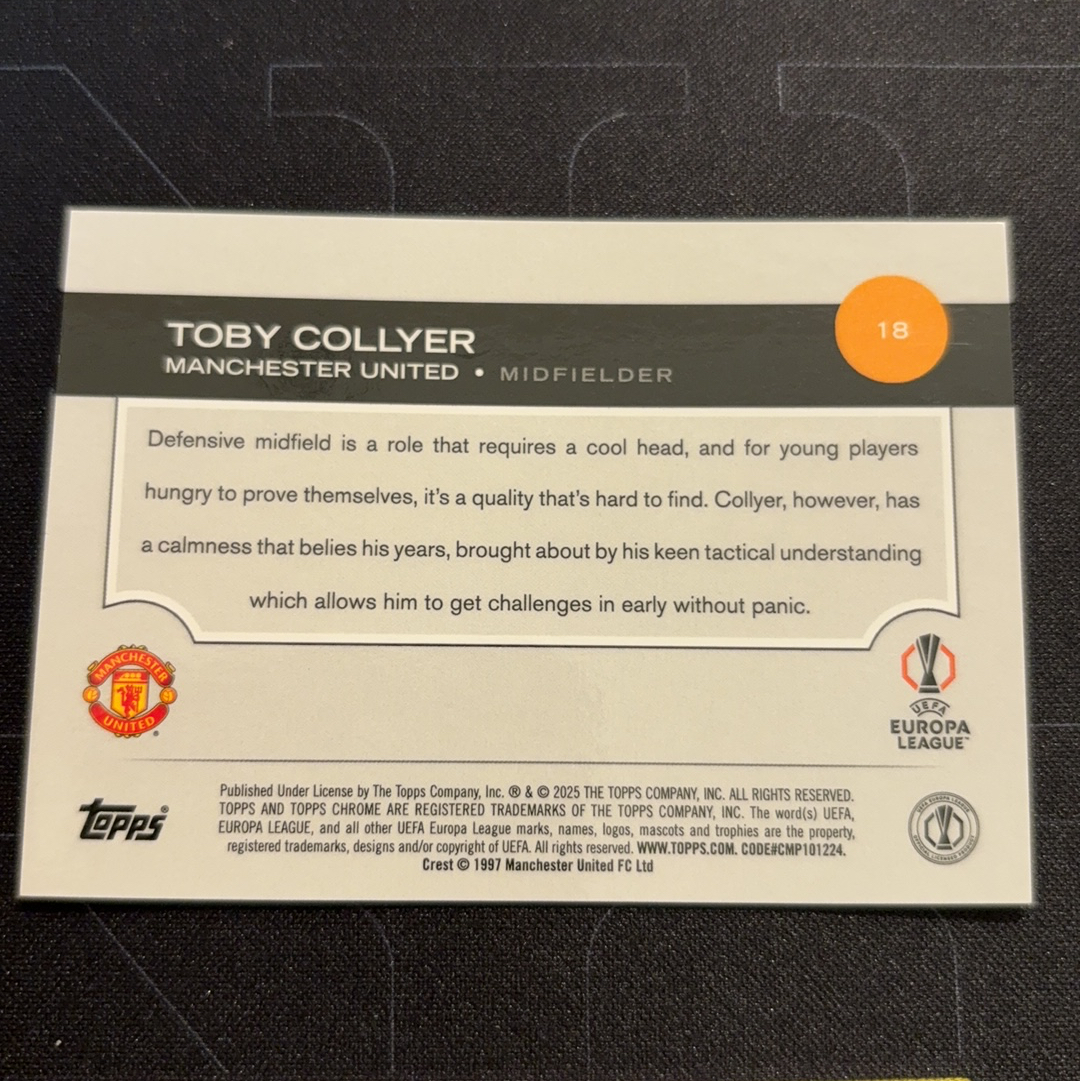 TOBY COLLYER
MANCHESTER UNITED • MIDFIELDER
18
Defensive midfield is a role that requires a cool head, and for young players
hungry to prove themselves, it's a quality that's hard to find. Collyer, however, has
a calmness that belies his years, brought about by his keen tactical understanding
which allows him to get challenges in early without panic.
MANCHESTER
UNITED
UEFA
EUROPA
LEAGUE™
topps®
Published Under License by The Topps Company, Inc. ® & © 2025 THE TOPPS COMPANY, INC. ALL RIGHTS RESERVED.
TOPPS AND TOPPS CHROME ARE REGISTERED TRADEMARKS OF THE TOPPS COMPANY, INC. The word(s) UEFA,
EUROPA LEAGUE, and all other UEFA Europa League marks, names, logos, mascots and trophies are the property,
registered trademarks, designs and/or copyright of UEFA. All rights reserved. WWW.TOPPS.COM. CODE#CMP101224.
Crest © 1997 Manchester United FC Ltd